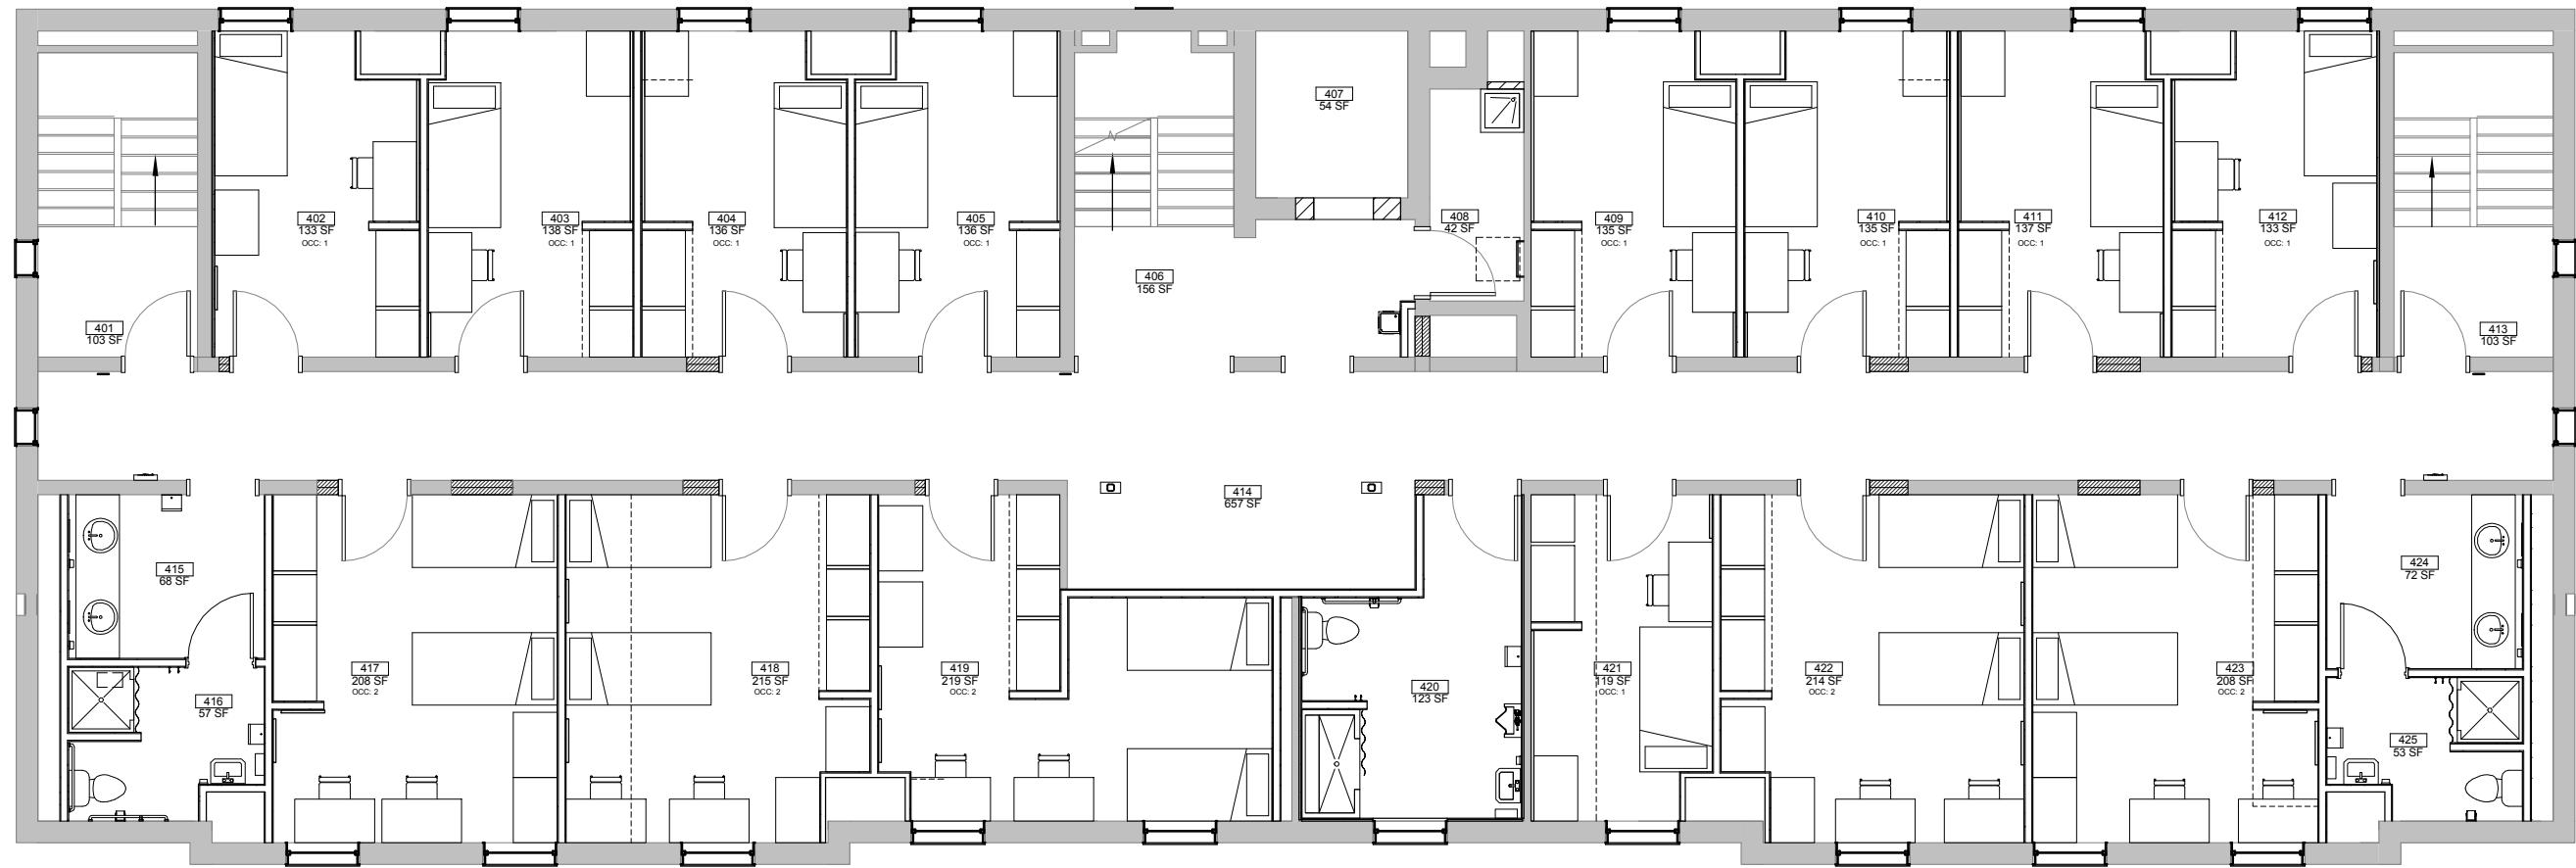 407
54 SF
402
133 SF
OCC: 1
403
138 SF
OCC: 1
404
136 SF
OCC: 1
405
136 SF
OCC: 1
408
42 SF
409
135 SF
OCC: 1
410
135 SF
OCC: 1
411
137 SF
OCC: 1
412
133 SF
OCC: 1
406
156 SF
401
103 SF
413
103 SF
414
657 SF
415
68 SF
424
72 SF
417
208 SF
OCC: 2
418
215 SF
OCC: 2
419
219 SF
OCC: 2
421
119 SF
OCC: 1
422
214 SF
OCC: 2
423
208 SF
OCC: 2
420
123 SF
416
57 SF
425
53 SF